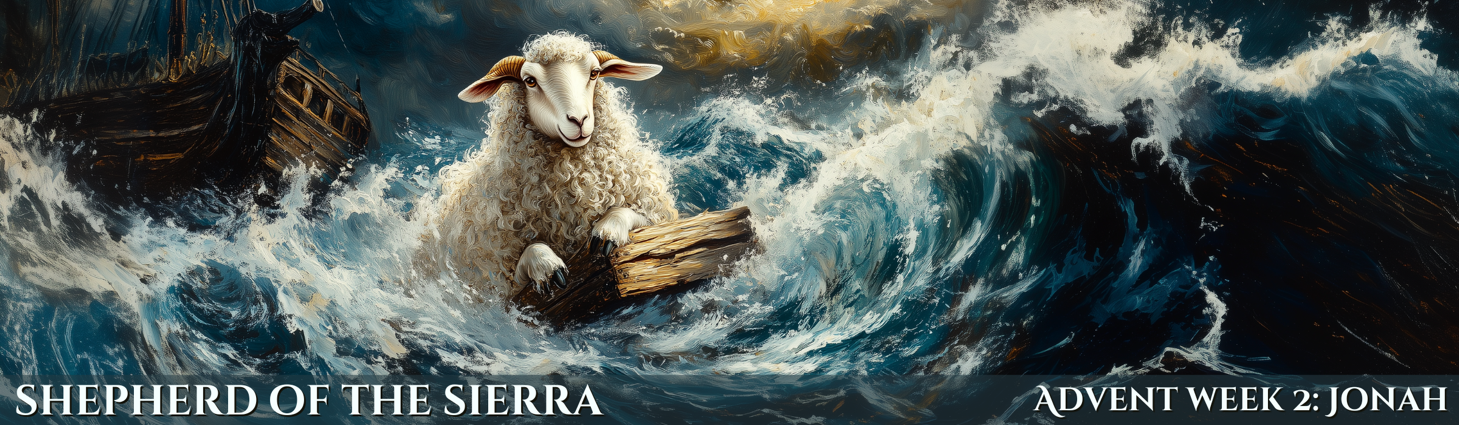 SHEPHERD OF THE SIERRA
ADVENT WEEK 2: JONAH